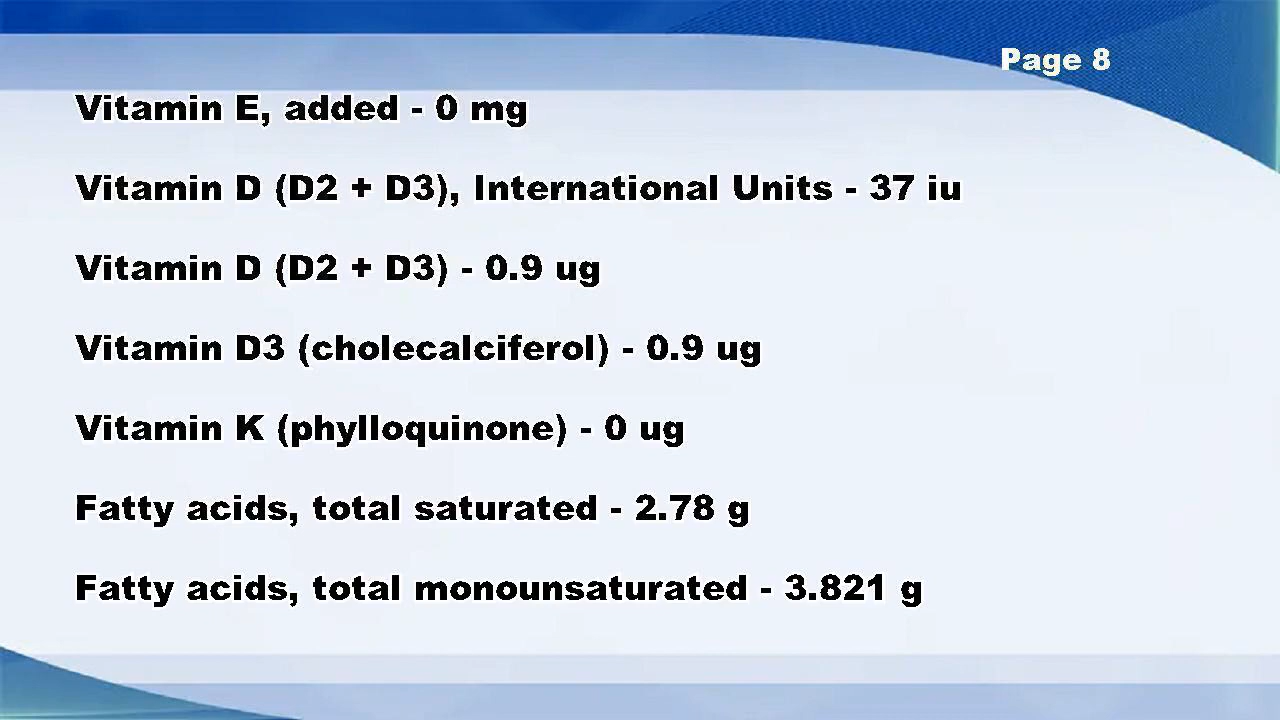 Page 8
Vitamin E, added - 0 mg
Vitamin D (D2 + D3), International Units - 37 iu
Vitamin D (D2 + D3) - 0.9 ug
Vitamin D3 (cholecalciferol) - 0.9 ug
Vitamin K (phylloquinone) - 0 ug
Fatty acids, total saturated - 2.78 g
Fatty acids, total monounsaturated - 3.821 g